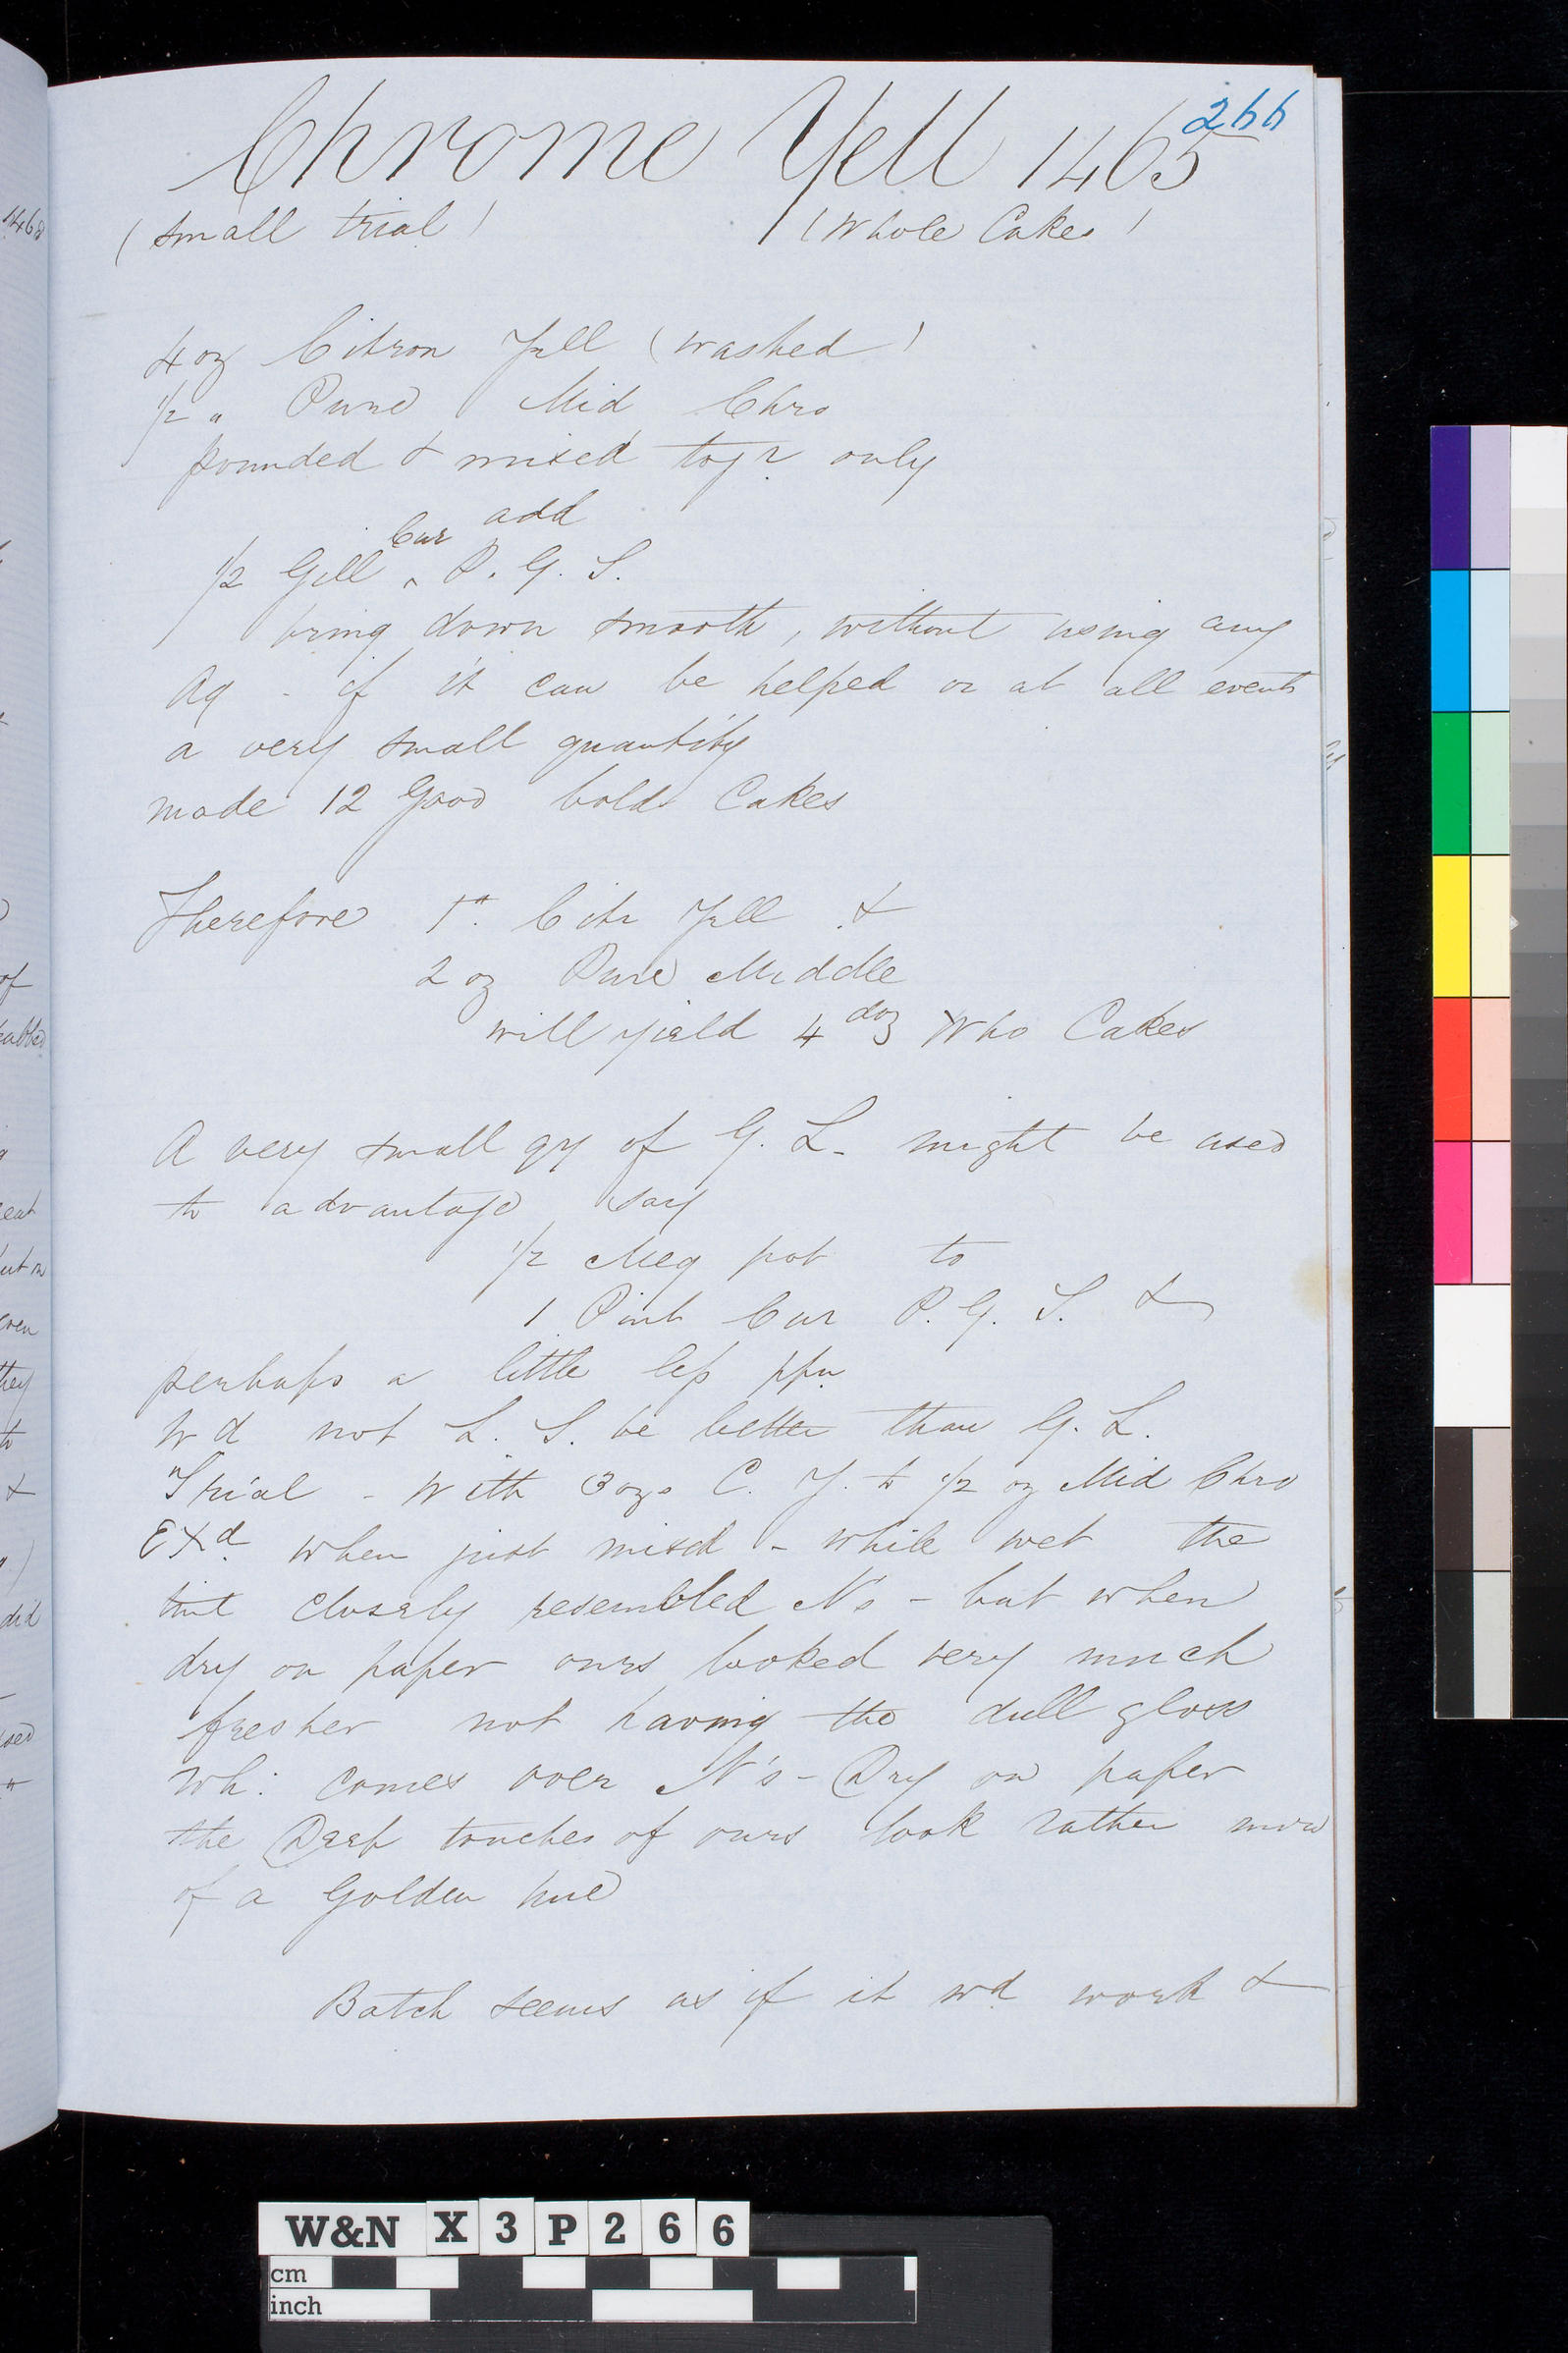 266
Chrome Yell 1465
(small trial) (Whole Cakes)
4 oz Citron Yell (washed)
1/2 " Pure Mid Chro
pounded & mixed togr only
add
Car
1/2 Gill ^ P. G. S.
bring down smooth, without using any
Aq - if it can be helped or at all events
a very small quantity
made 12 Good bold Cakes
Therefore 1 Citr Yell &
2 oz Pure Middle
will yield 4 doz Who Cakes
A very small qy of G. L. might be used
to advantage say
1/2 Meg pot to
1 Pint Car P. G. S. &
perhaps a little less ppn
Wd not L. S. be better than G. L.
Trial - With 3 ozs C. Y. to 1/2 oz Mid Chro
EXd when just mixd - while wet the
tint closely resembled N's - but when
dry on paper ours looked very much
fresher not having the dull gloss
Wh: comes over N's - Dry on paper
the Deep touches of ours look rather more
of a Golden hue
Batch seems as if it wd work &
W&N X 3 P 2 6 6
cm
inch